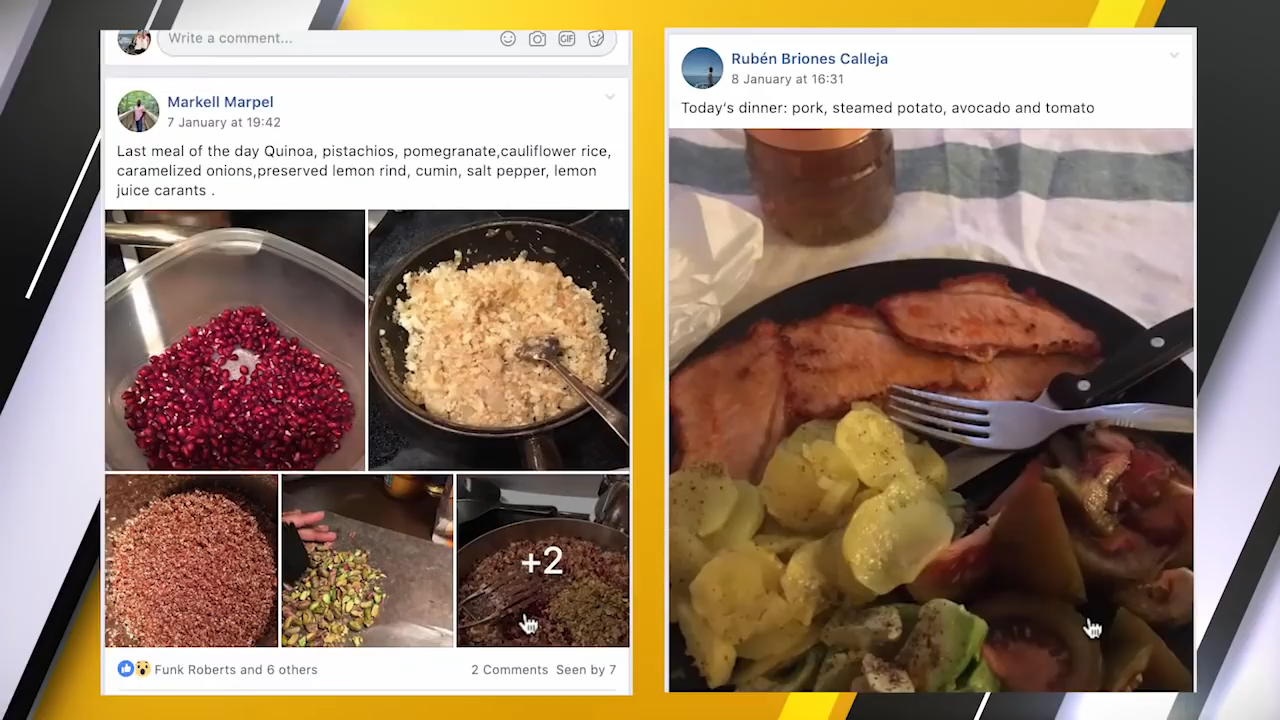 Write a comment...
GIF
Markell Marpel
7 January at 19:42
Last meal of the day Quinoa, pistachios, pomegranate,cauliflower rice,
caramelized onions,preserved lemon rind, cumin, salt pepper, lemon
juice carants .
+2
Funk Roberts and 6 others
2 Comments Seen by 7
Rubén Briones Calleja
8 January at 16:31
Today's dinner: pork, steamed potato, avocado and tomato